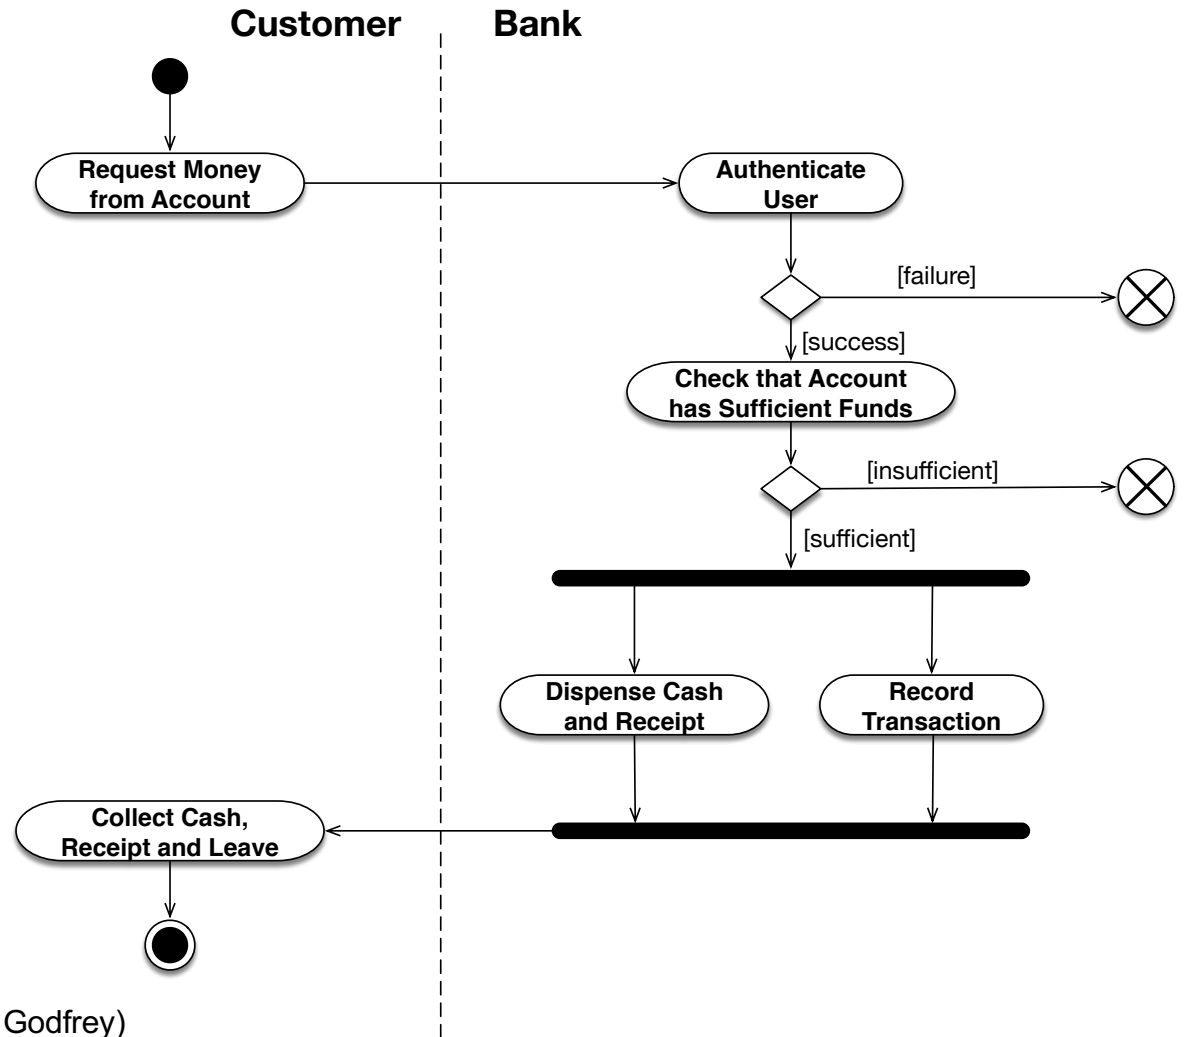 Customer
Bank
Request Money
from Account
Authenticate
User
[failure]
[success]
Check that Account
has Sufficient Funds
[insufficient]
[sufficient]
Dispense Cash
and Receipt
Record
Transaction
Collect Cash,
Receipt and Leave
Godfrey)